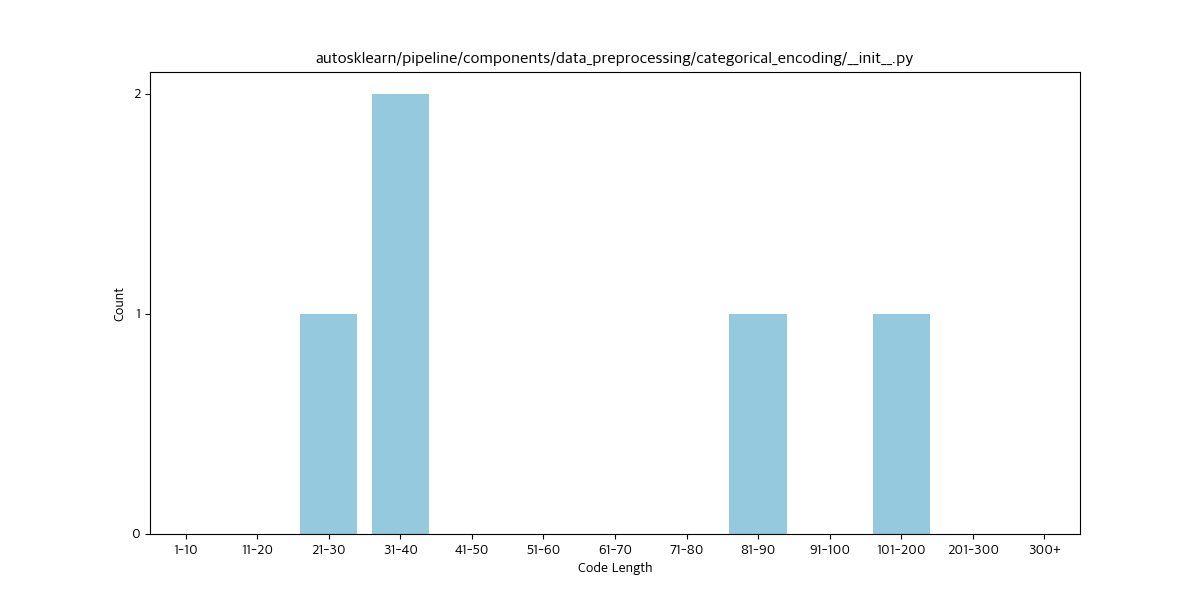 autosklearn/pipeline/components/data_preprocessing/categorical_encoding/__init__.py
Count
2
1
0
1-10 11-20 21-30 31-40 41-50 51-60 61-70 71-80 81-90 91-100 101-200 201-300 300+
Code Length